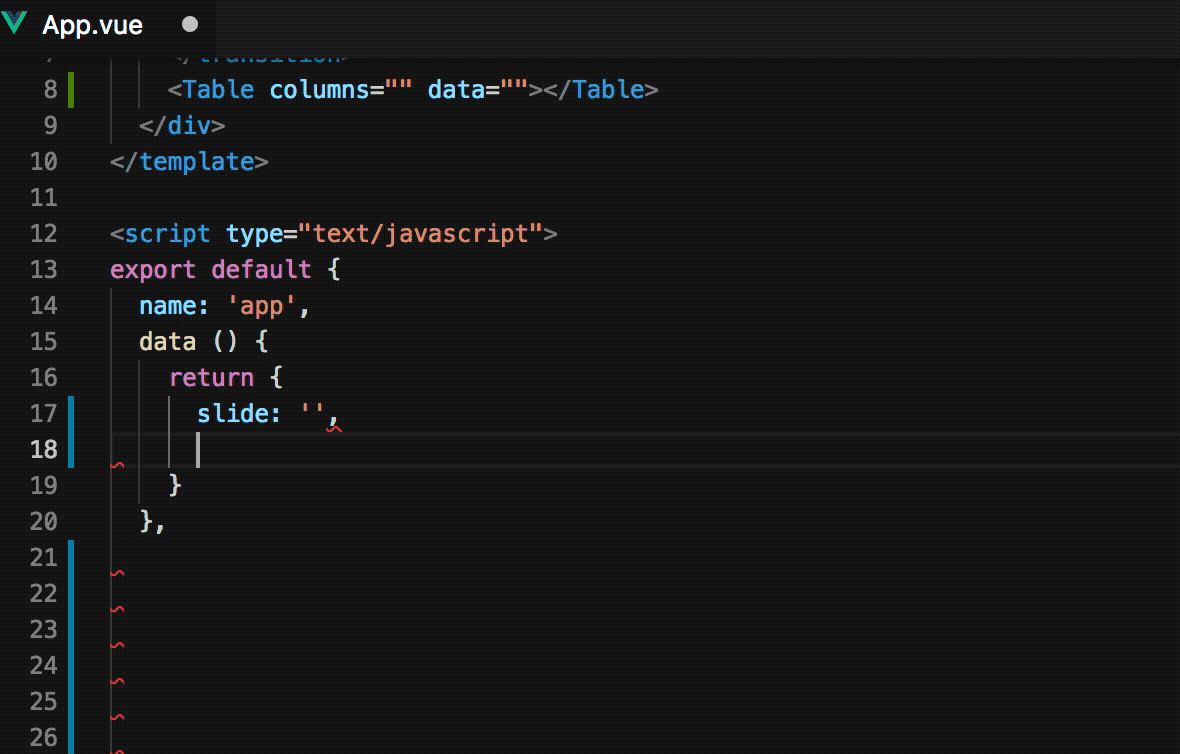 App.vue
7 </transition>
8 <Table columns="" data=""></Table>
9 </div>
10 </template>
11
12 <script type="text/javascript">
13 export default {
14 name: 'app',
15 data () {
16 return {
17 slide: '',
18
19 }
20 },
21
22
23
24
25
26